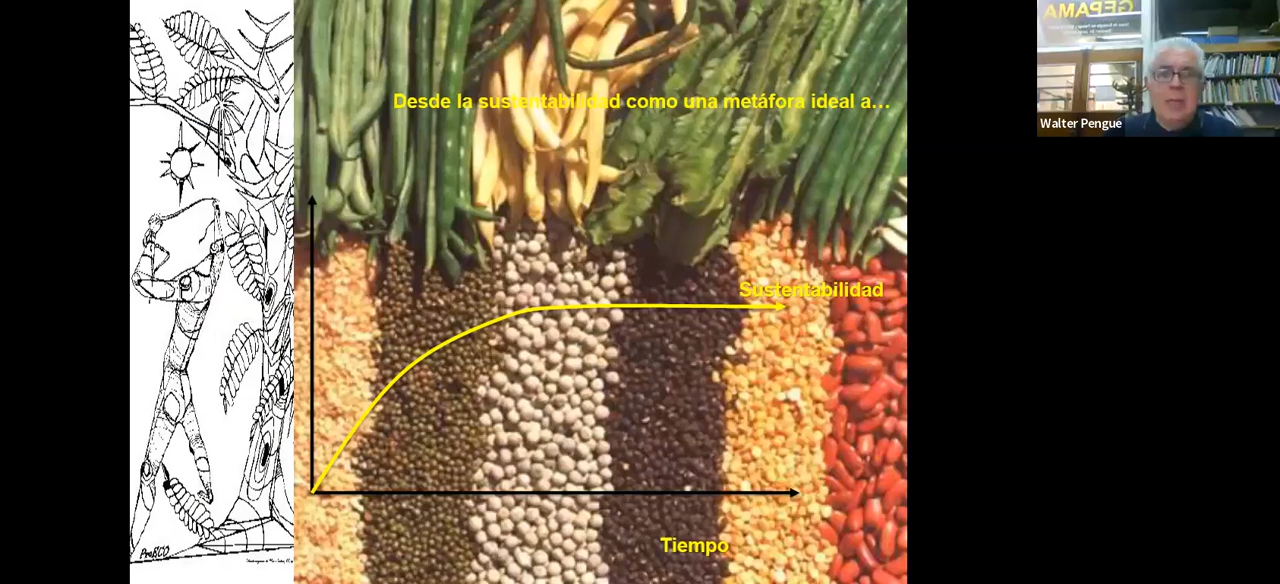 GEPAMA
Walter Pengue
Desde la sustentabilidad como una metáfora ideal a…
Sustentabilidad
Tiempo
ProECO